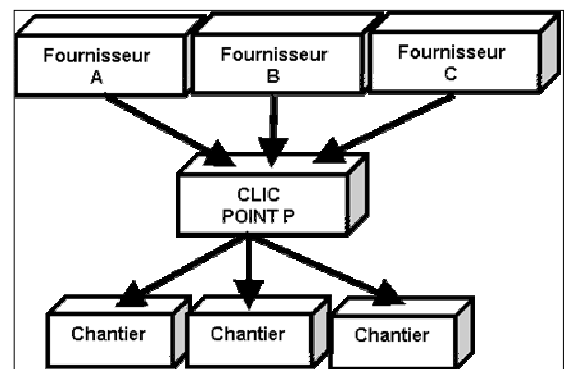 Fournisseur
A
Fournisseur
B
Fournisseur
C
CLIC
POINT P
Chantier
Chantier
Chantier